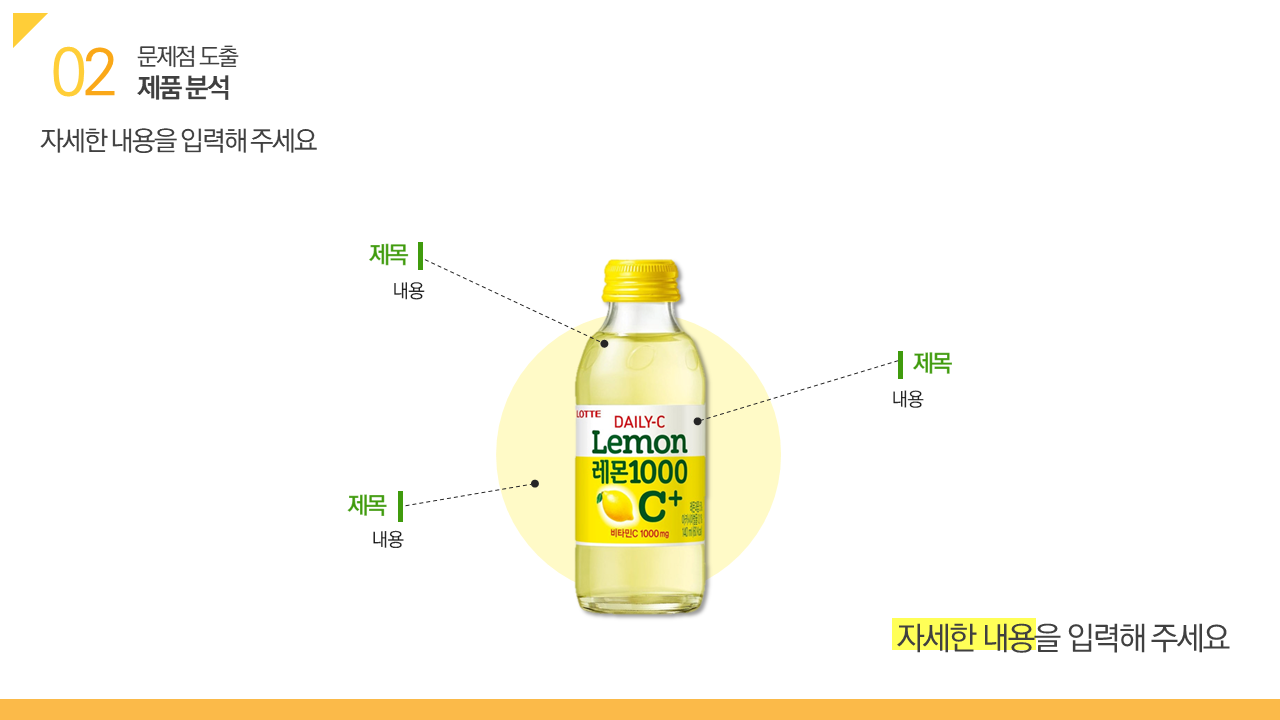 02
문제점 도출
제품 분석
자세한 내용을 입력해 주세요
제목
내용
제목
내용
LOTTE
DAILY-C
Lemon
레몬1000
C+
비타민C 1000mg
제목
내용
자세한 내용을 입력해 주세요